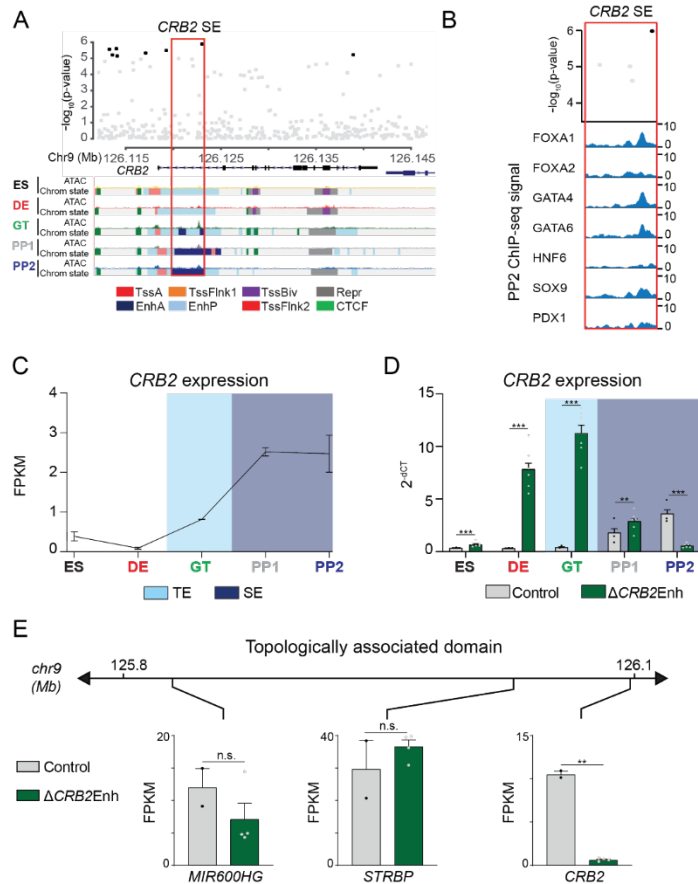 A
CRB2 SE
6
5
4
3
2
1
0
-log10(p-value)
Chr9 (Mb)
126.115
126.125
126.135
126.145
CRB2
ES
ATAC
Chrom state
DE
ATAC
Chrom state
GT
ATAC
Chrom state
PP1
ATAC
Chrom state
PP2
ATAC
Chrom state
TssA
TssFlnk1
TssBiv
Repr
EnhA
EnhP
TssFlnk2
CTCF
B
CRB2 SE
6
5
4
-log10(p-value)
PP2 ChIP-seq signal
FOXA1
10
0
FOXA2
10
0
GATA4
10
0
GATA6
10
0
HNF6
10
0
SOX9
10
0
PDX1
10
0
C
CRB2 expression
4
3
2
1
0
FPKM
ES
DE
GT
PP1
PP2
TE
SE
D
CRB2 expression
15
10
5
0
2-dCT
***
***
***
**
***
ES
DE
GT
PP1
PP2
Control
ΔCRB2Enh
E
Topologically associated domain
chr9
(Mb)
125.8
126.1
Control
ΔCRB2Enh
20
10
0
FPKM
n.s.
MIR600HG
40
20
0
FPKM
n.s.
STRBP
15
0
FPKM
**
CRB2